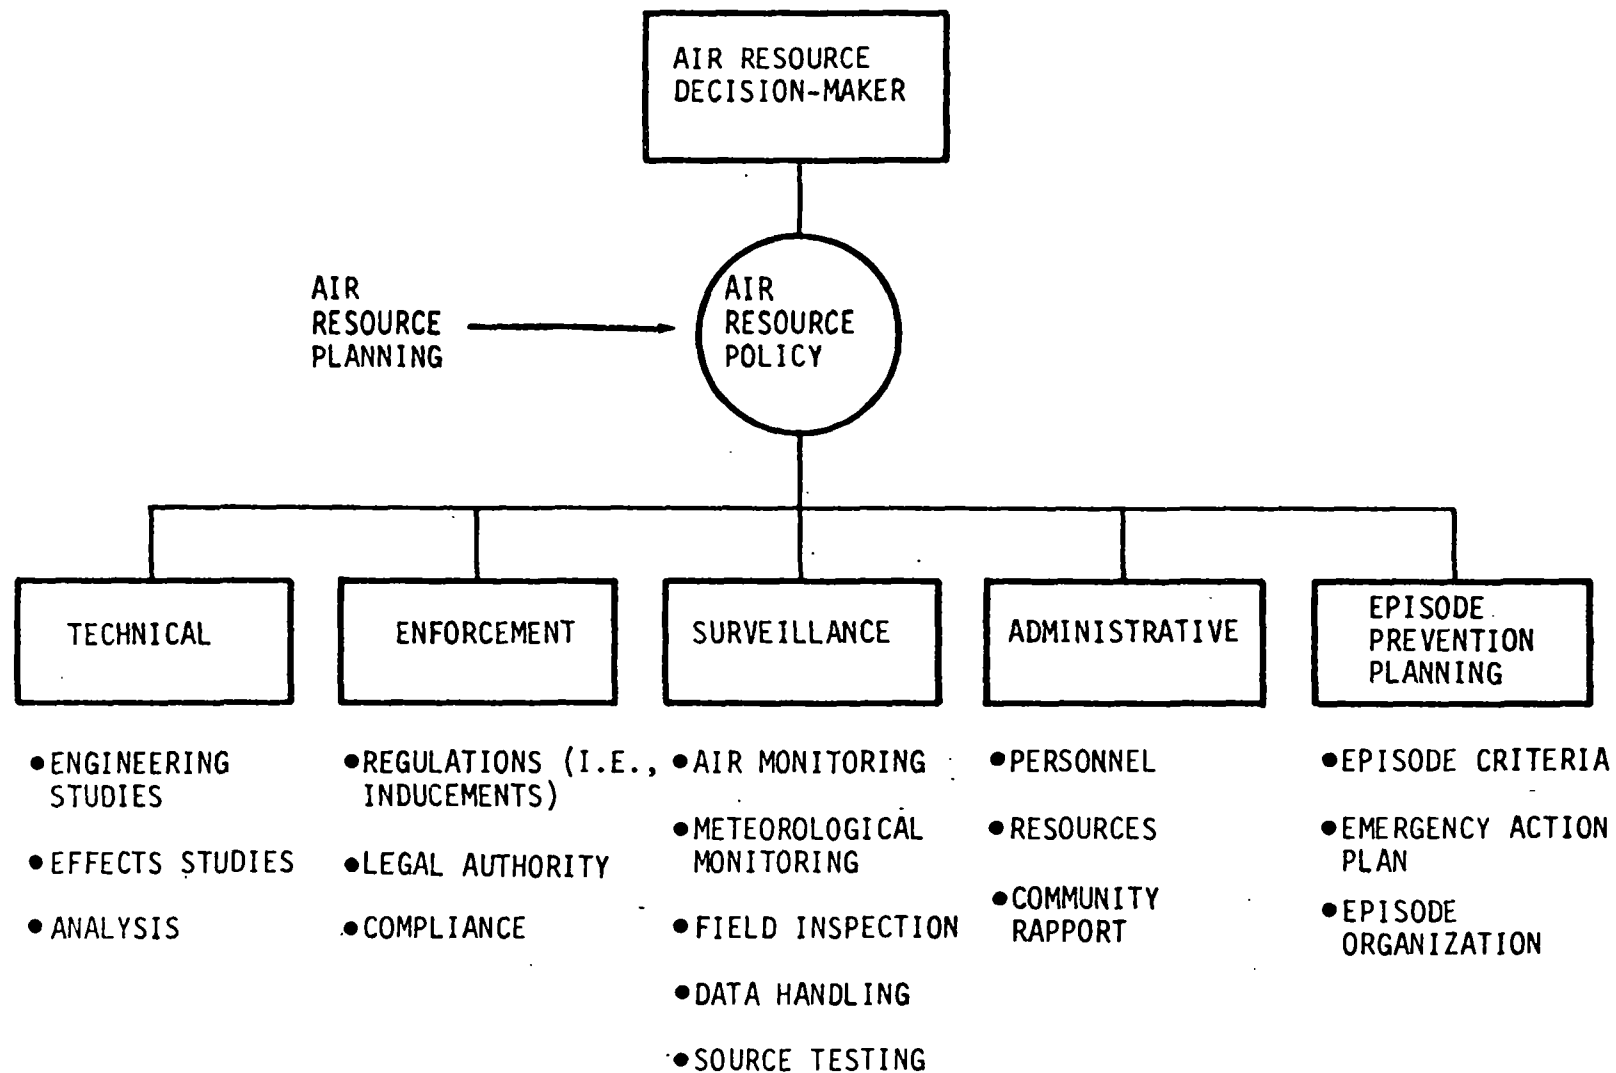 AIR RESOURCE
DECISION-MAKER
AIR
RESOURCE
PLANNING
AIR
RESOURCE
POLICY
TECHNICAL
●ENGINEERING
STUDIES
●EFFECTS STUDIES
●ANALYSIS
ENFORCEMENT
●REGULATIONS (I.E.,
INDUCEMENTS)
●LEGAL AUTHORITY
●COMPLIANCE
SURVEILLANCE
●AIR MONITORING
●METEOROLOGICAL
MONITORING
●FIELD INSPECTION
●DATA HANDLING
●SOURCE TESTING
ADMINISTRATIVE
●PERSONNEL
●RESOURCES
●COMMUNITY
RAPPORT
EPISODE
PREVENTION
PLANNING
●EPISODE CRITERIA
●EMERGENCY ACTION
PLAN
●EPISODE
ORGANIZATION